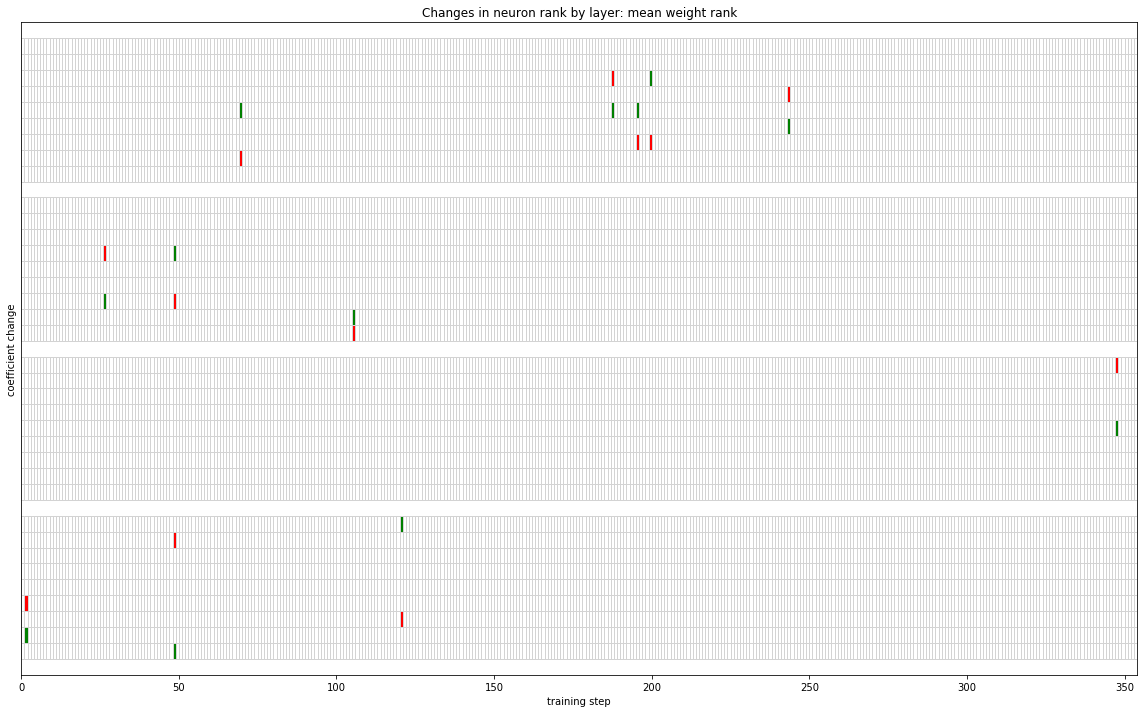 Changes in neuron rank by layer: mean weight rank
coefficient change
0 50 100 150 200 250 300 350
training step